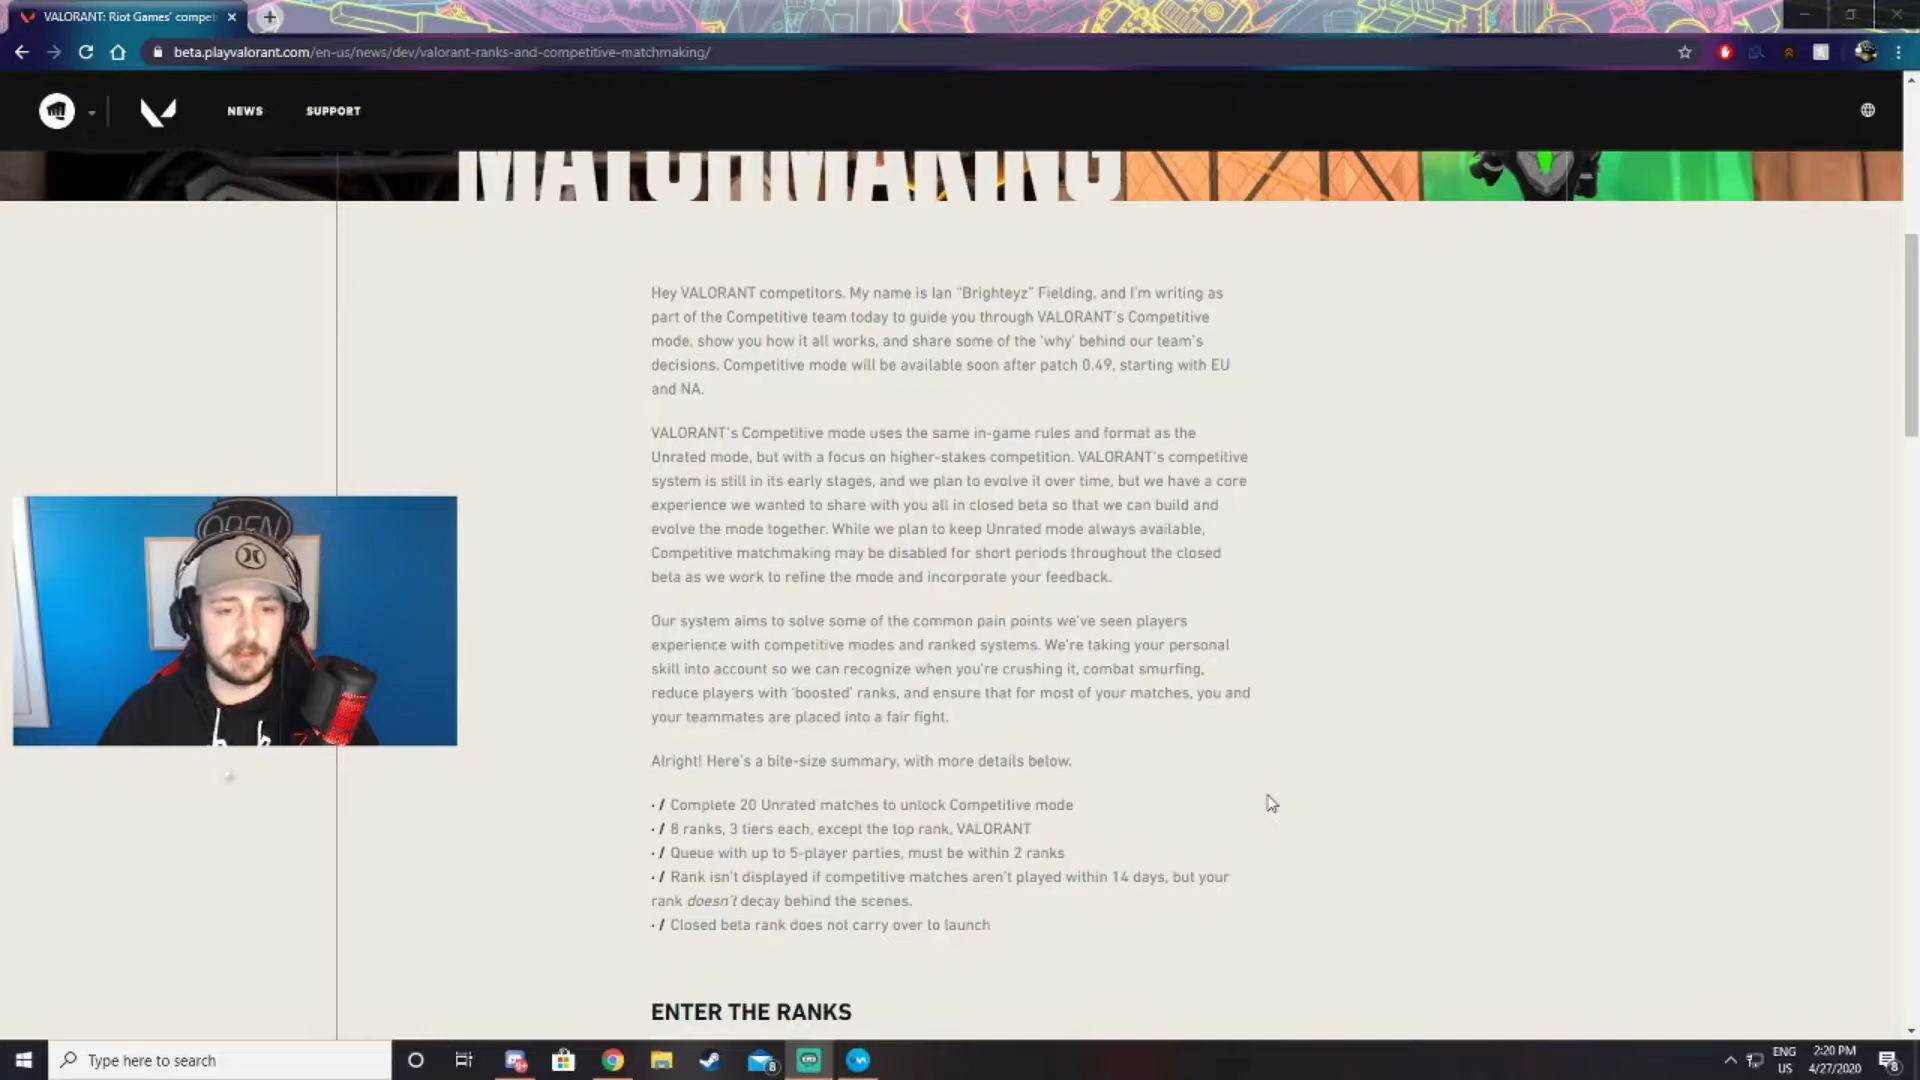 VALORANT: Riot Games' compet
beta.playvalorant.com/en-us/news/dev/valorant-ranks-and-competitive-matchmaking/
NEWS SUPPORT
MATCHMAKING
Hey VALORANT competitors. My name is Ian "Brighteyz" Fielding, and I'm writing as
part of the Competitive team today to guide you through VALORANT's Competitive
mode, show you how it all works, and share some of the 'why' behind our team's
decisions. Competitive mode will be available soon after patch 0.49, starting with EU
and NA.
VALORANT's Competitive mode uses the same in-game rules and format as the
Unrated mode, but with a focus on higher-stakes competition. VALORANT's competitive
system is still in its early stages, and we plan to evolve it over time, but we have a core
experience we wanted to share with you all in closed beta so that we can build and
evolve the mode together. While we plan to keep Unrated mode always available,
Competitive matchmaking may be disabled for short periods throughout the closed
beta as we work to refine the mode and incorporate your feedback.
OPEN
Our system aims to solve some of the common pain points we've seen players
experience with competitive modes and ranked systems. We're taking your personal
skill into account so we can recognize when you're crushing it, combat smurfing,
reduce players with 'boosted' ranks, and ensure that for most of your matches, you and
your teammates are placed into a fair fight.
Alright! Here's a bite-size summary, with more details below.
· / Complete 20 Unrated matches to unlock Competitive mode
· / 8 ranks, 3 tiers each, except the top rank, VALORANT
· / Queue with up to 5-player parties, must be within 2 ranks
· / Rank isn't displayed if competitive matches aren't played within 14 days, but your
rank doesn't decay behind the scenes.
· / Closed beta rank does not carry over to launch
ENTER THE RANKS
Type here to search
8
ENG
US
2:20 PM
4/27/2020
8